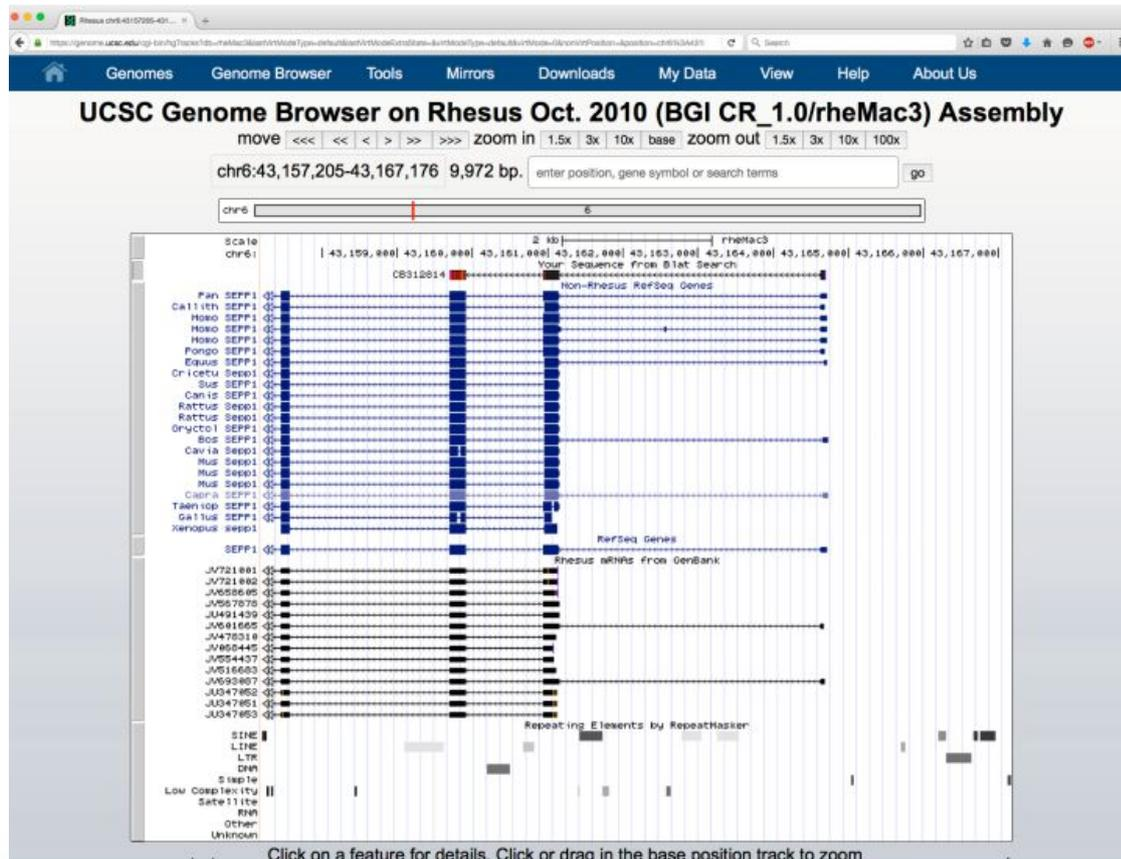 Rhesus chr6:43157205-431...
Search
Genomes Genome Browser Tools Mirrors Downloads My Data View Help About Us
UCSC Genome Browser on Rhesus Oct. 2010 (BGI CR_1.0/rheMac3) Assembly
move <<< << < > >> >>> zoom in 1.5x 3x 10x base zoom out 1.5x 3x 10x 100x
chr6:43,157,205-43,167,176 9,972 bp. enter position, gene symbol or search terms go
chr6 6
Scale 2 kb rheMac3
chr6: 43,159,000 43,160,000 43,161,000 43,162,000 43,163,000 43,164,000 43,165,000 43,166,000 43,167,000
Your Sequence from Blat Search
CB312814
Non-Rhesus RefSeq Genes
Pan SEPP1
Callith SEPP1
Homo SEPP1
Homo SEPP1
Homo SEPP1
Pongo SEPP1
Equus SEPP1
Cricetu Sepp1
Sus SEPP1
Canis SEPP1
Rattus Sepp1
Rattus Sepp1
Oryctol SEPP1
Bos SEPP1
Cavia Sepp1
Mus Sepp1
Mus Sepp1
Mus Sepp1
Capra SEPP1
Taeniop SEPP1
Gallus SEPP1
Xenopus sepp1
RefSeq Genes
SEPP1
Rhesus mRNAs from GenBank
JV721001
JV721002
JV658605
JV567878
JU491439
JV601665
JV478310
JV068445
JV554437
JV516683
JV693087
JU347052
JU347051
JU347053
Repeating Elements by RepeatMasker
SINE
LINE
LTR
DNA
Simple
Low Complexity
Satellite
RNA
Other
Unknown
Click on a feature for details. Click or drag in the base position track to zoom